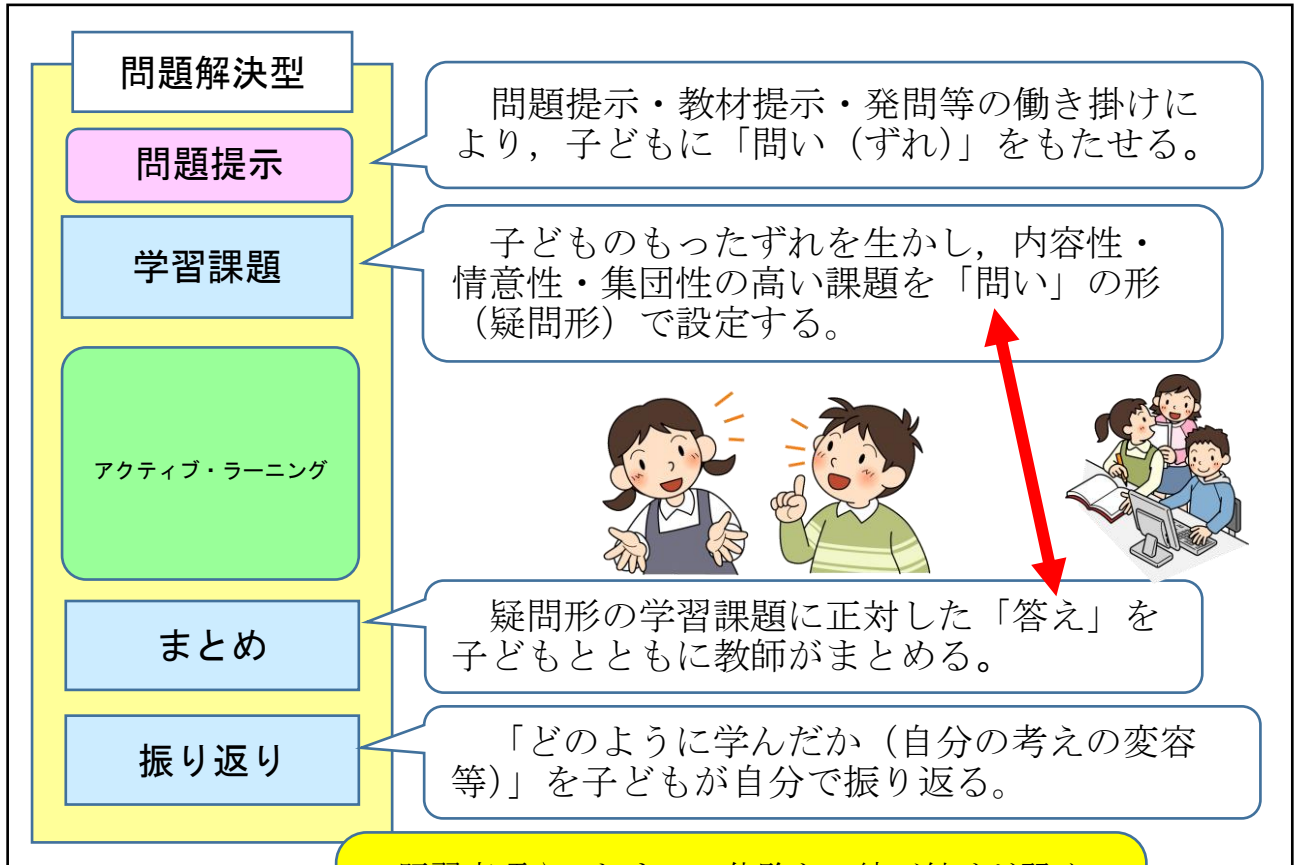 問題解決型
問題提示
問題提示・教材提示・発問等の働き掛けに
より，子どもに「問い（ずれ）」をもたせる。
学習課題
子どものもったずれを生かし，内容性・
情意性・集団性の高い課題を「問い」の形
（疑問形）で設定する。
アクティブ・ラーニング
まとめ
疑問形の学習課題に正対した「答え」を
子どもとともに教師がまとめる。
振り返り
「どのように学んだか（自分の考えの変容
等）」を子どもが自分で振り返る。